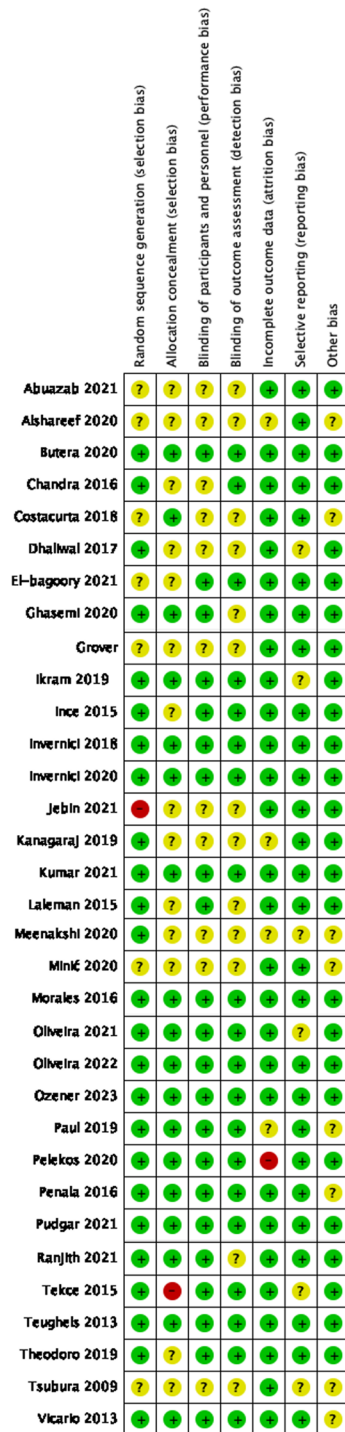 Random sequence generation (selection bias)
Allocation concealment (selection bias)
Blinding of participants and personnel (performance bias)
Blinding of outcome assessment (detection bias)
Incomplete outcome data (attrition bias)
Selective reporting (reporting bias)
Other bias
Abuazab 2021 ? ? ? ? + + +
Alshareef 2020 ? ? ? ? ? + ?
Butera 2020 + + + + + + +
Chandra 2016 + ? ? + + + +
Costacurta 2018 ? + ? ? + + ?
Dhaliwal 2017 + ? ? ? + ? +
El-bagoory 2021 ? ? + + + + +
Ghasemi 2020 + + + ? + + +
Grover ? ? ? ? + + +
Ikram 2019 + + + + + ? +
Ince 2015 + ? + + + + +
Invernici 2018 + + + + + + +
Invernici 2020 + + + + + + +
Jebin 2021 - ? ? ? + + +
Kanagaraj 2019 + ? ? ? ? + +
Kumar 2021 + + + + + + +
Laleman 2015 + ? + ? + + +
Meenakshi 2020 + ? ? ? ? ? ?
Minić 2020 ? ? ? ? + + ?
Morales 2016 + + + + + + +
Oliveira 2021 + + + + + ? +
Oliveira 2022 + + + + + + +
Ozener 2023 + + + + + + +
Paul 2019 + + + + ? + ?
Pelekos 2020 + + + + - + +
Penala 2016 + + + + + + ?
Pudgar 2021 + + + + + + +
Ranjith 2021 + + + ? + + +
Tekce 2015 + - + + + ? +
Teughels 2013 + + + + + + +
Theodoro 2019 + ? + + + + +
Tsubura 2009 ? ? ? ? + ? ?
Vicario 2013 + + + + + + ?